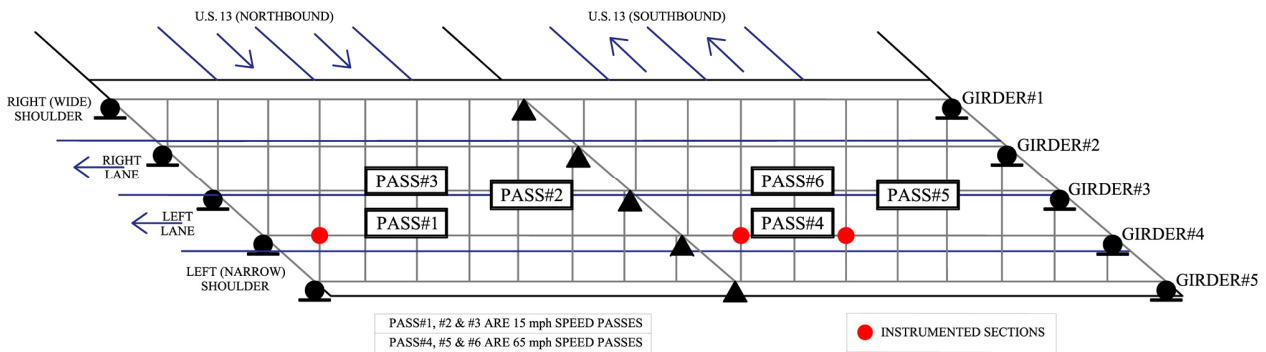 U.S. 13 (NORTHBOUND)
U.S. 13 (SOUTHBOUND)
RIGHT (WIDE)
SHOULDER
GIRDER#1
GIRDER#2
RIGHT
LANE
PASS#3
PASS#2
PASS#6
PASS#5
GIRDER#3
LEFT
LANE
PASS#1
PASS#4
GIRDER#4
LEFT (NARROW)
SHOULDER
GIRDER#5
PASS#1, #2 & #3 ARE 15 mph SPEED PASSES
PASS#4, #5 & #6 ARE 65 mph SPEED PASSES
INSTRUMENTED SECTIONS